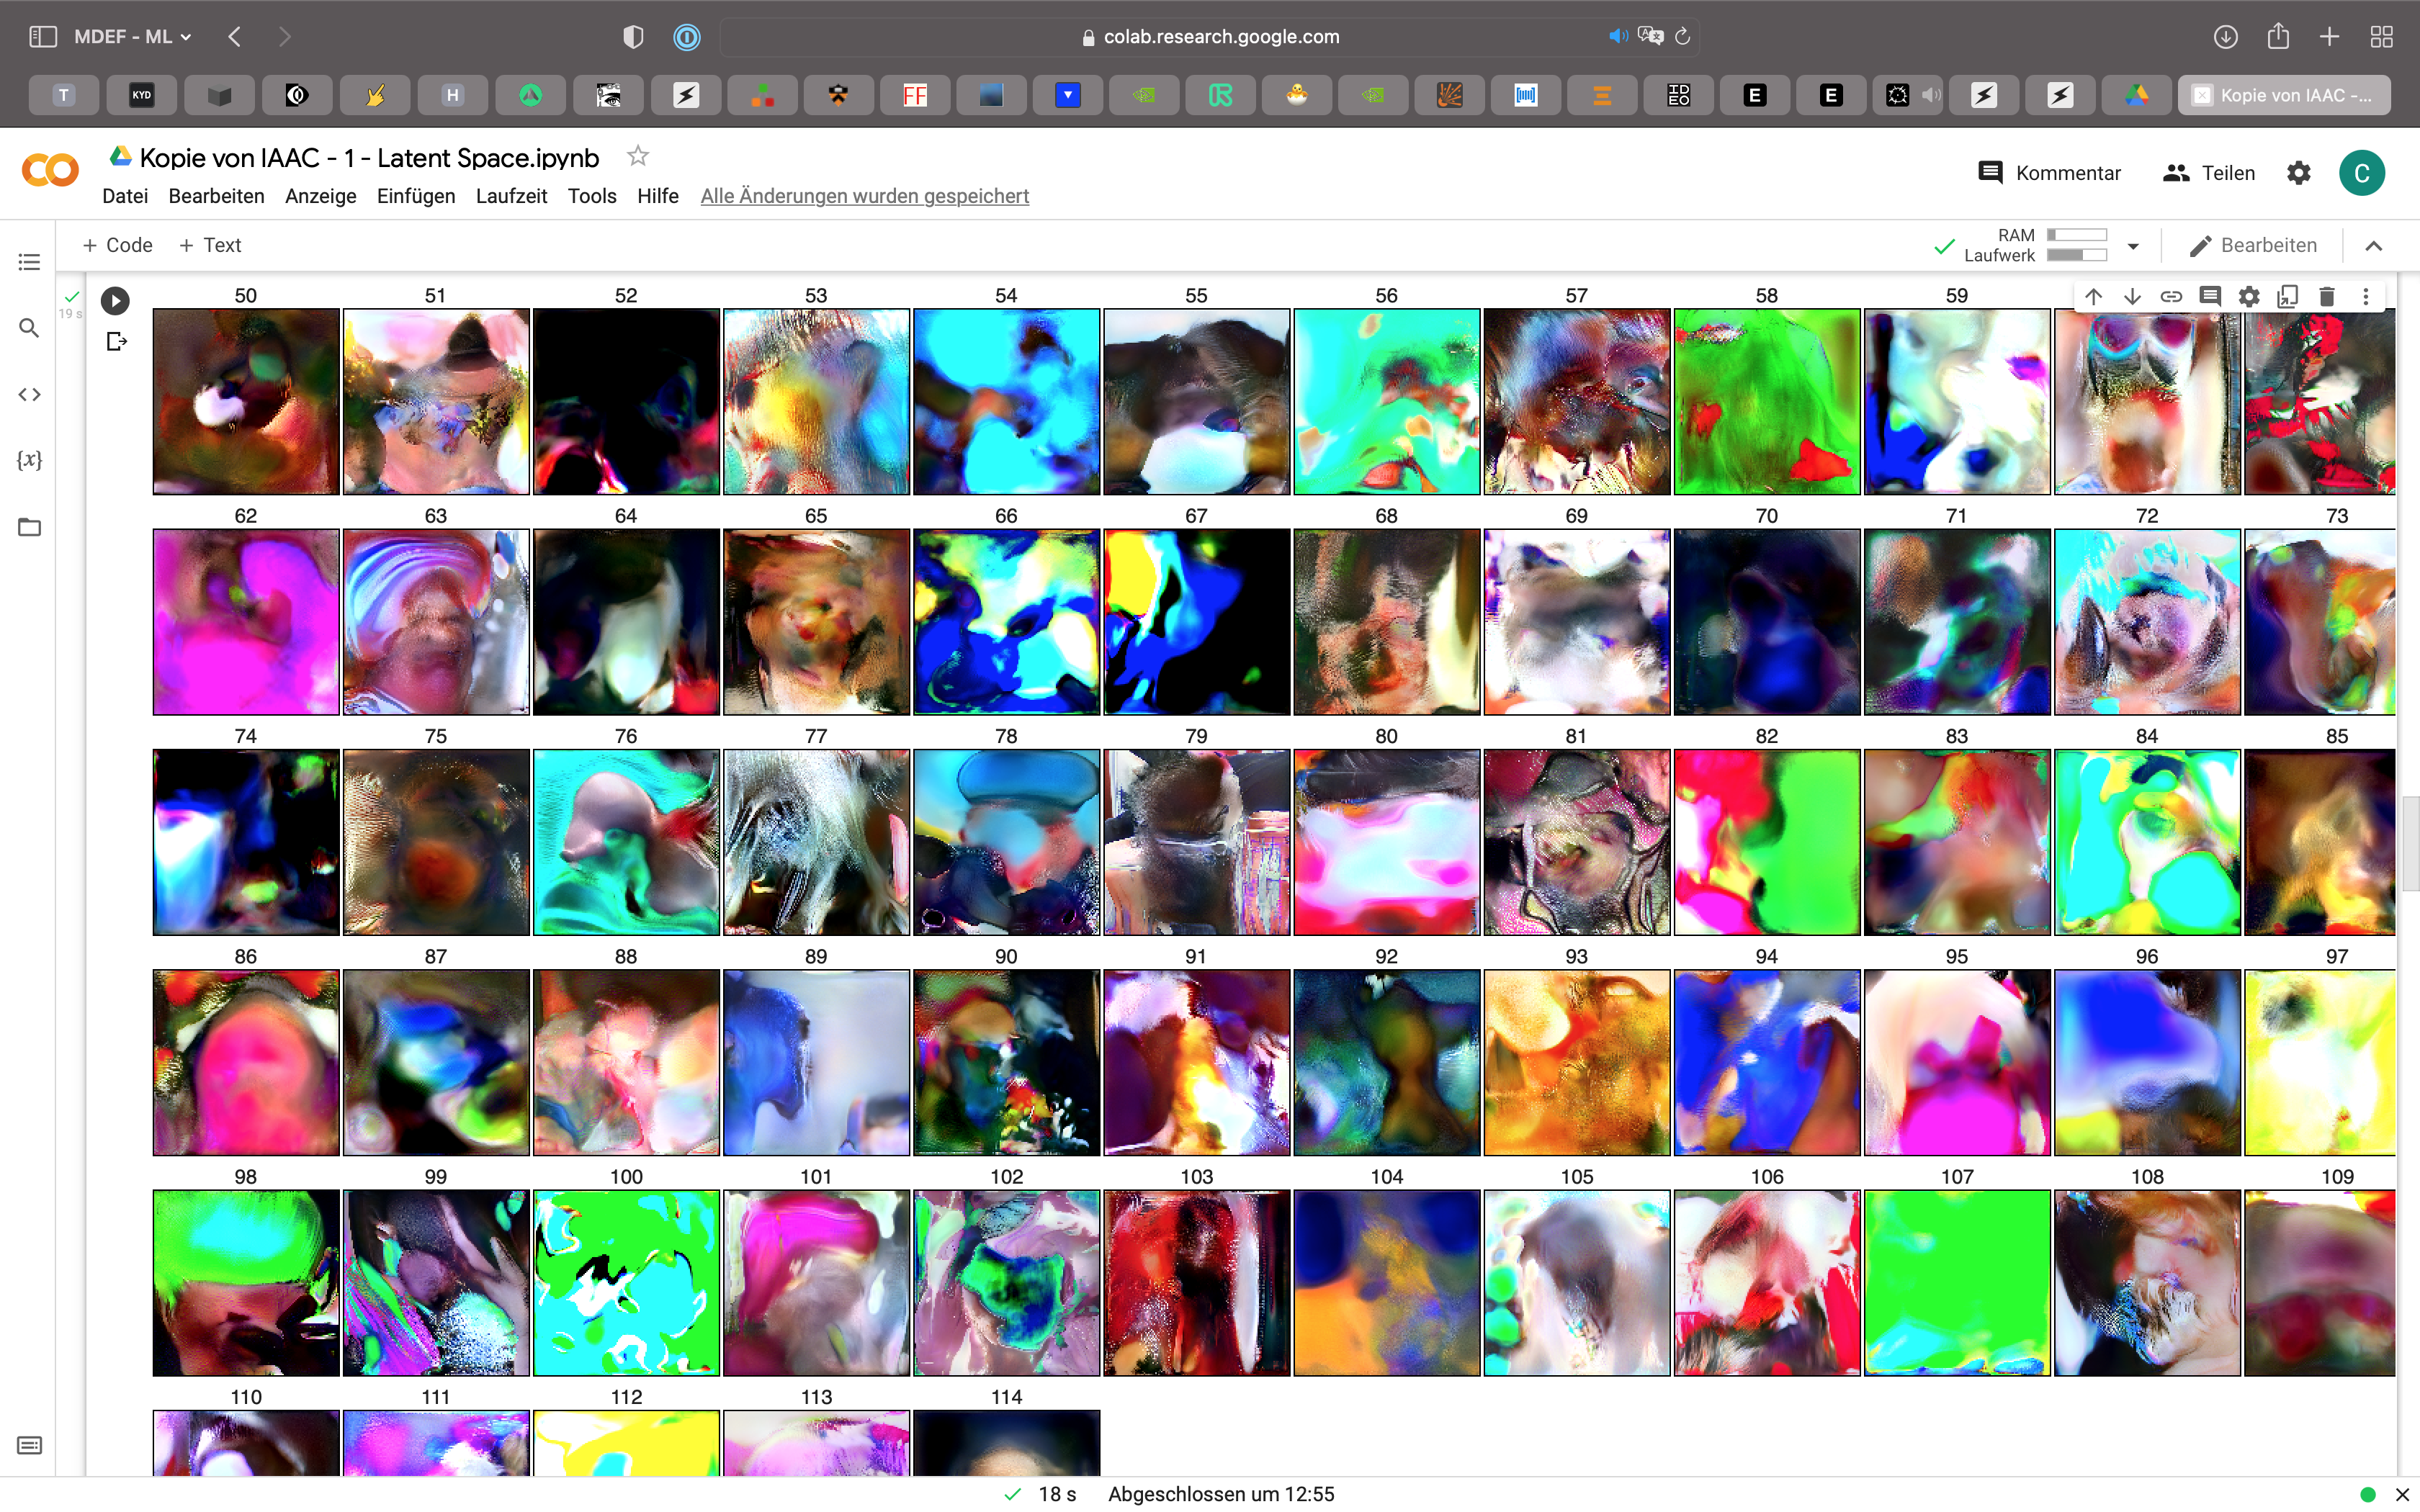 MDEF - ML
colab.research.google.com
T
KYD
H
FF
ID
EO
E
E
Kopie von IAAC -...
Kopie von IAAC - 1 - Latent Space.ipynb
Kommentar
Teilen
C
Datei Bearbeiten Anzeige Einfügen Laufzeit Tools Hilfe Alle Änderungen wurden gespeichert
+ Code + Text
RAM
Laufwerk
Bearbeiten
19 s
{x}
50 51 52 53 54 55 56 57 58 59
62 63 64 65 66 67 68 69 70 71 72 73
74 75 76 77 78 79 80 81 82 83 84 85
86 87 88 89 90 91 92 93 94 95 96 97
98 99 100 101 102 103 104 105 106 107 108 109
110 111 112 113 114
18 s Abgeschlossen um 12:55